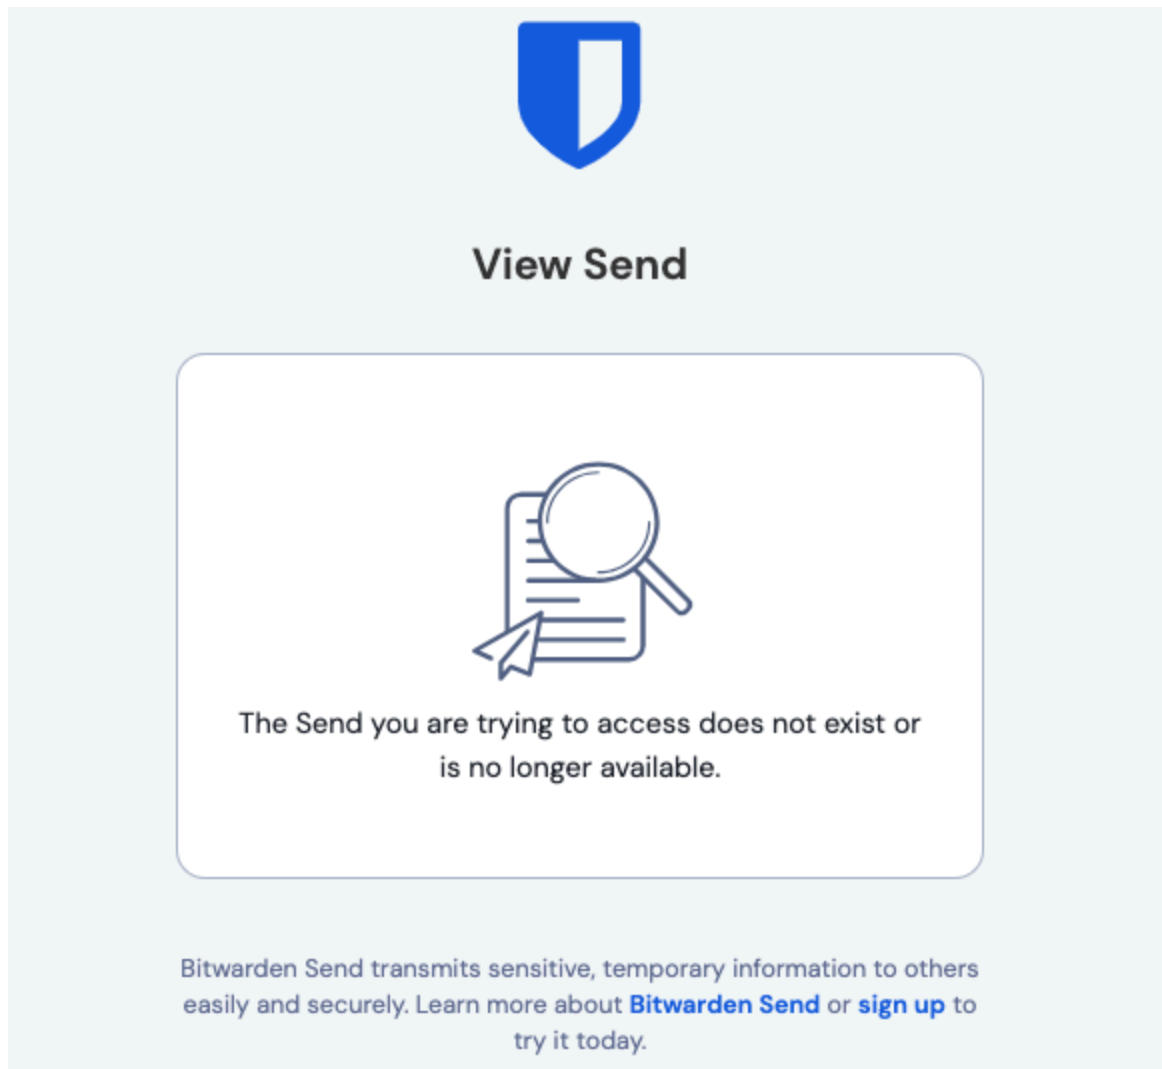 View Send
The Send you are trying to access does not exist or
is no longer available.
Bitwarden Send transmits sensitive, temporary information to others
easily and securely. Learn more about Bitwarden Send or sign up to
try it today.